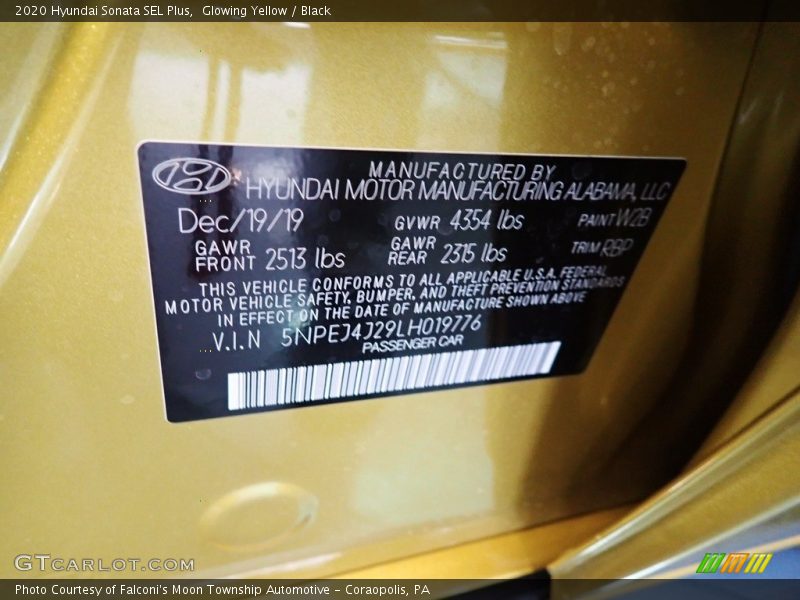 2020 Hyundai Sonata SEL Plus, Glowing Yellow / Black
MANUFACTURED BY
HYUNDAI MOTOR MANUFACTURING ALABAMA, LLC
Dec/19/19 GVWR 4354 lbs PAINT W2B
GAWR FRONT 2513 lbs GAWR REAR 2315 lbs TRIM RBP
THIS VEHICLE CONFORMS TO ALL APPLICABLE U.S.A. FEDERAL
MOTOR VEHICLE SAFETY, BUMPER, AND THEFT PREVENTION STANDARDS
IN EFFECT ON THE DATE OF MANUFACTURE SHOWN ABOVE
V.I.N 5NPEJ4J29LH019776
PASSENGER CAR
GTCARLOT.COM
Photo Courtesy of Falconi's Moon Township Automotive - Coraopolis, PA